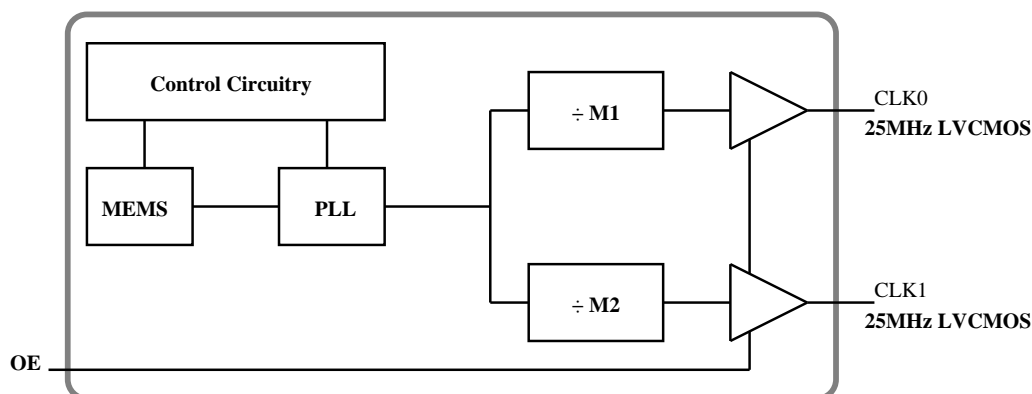 Control Circuitry
MEMS
PLL
÷ M1
÷ M2
CLK0
25MHz LVCMOS
CLK1
25MHz LVCMOS
OE